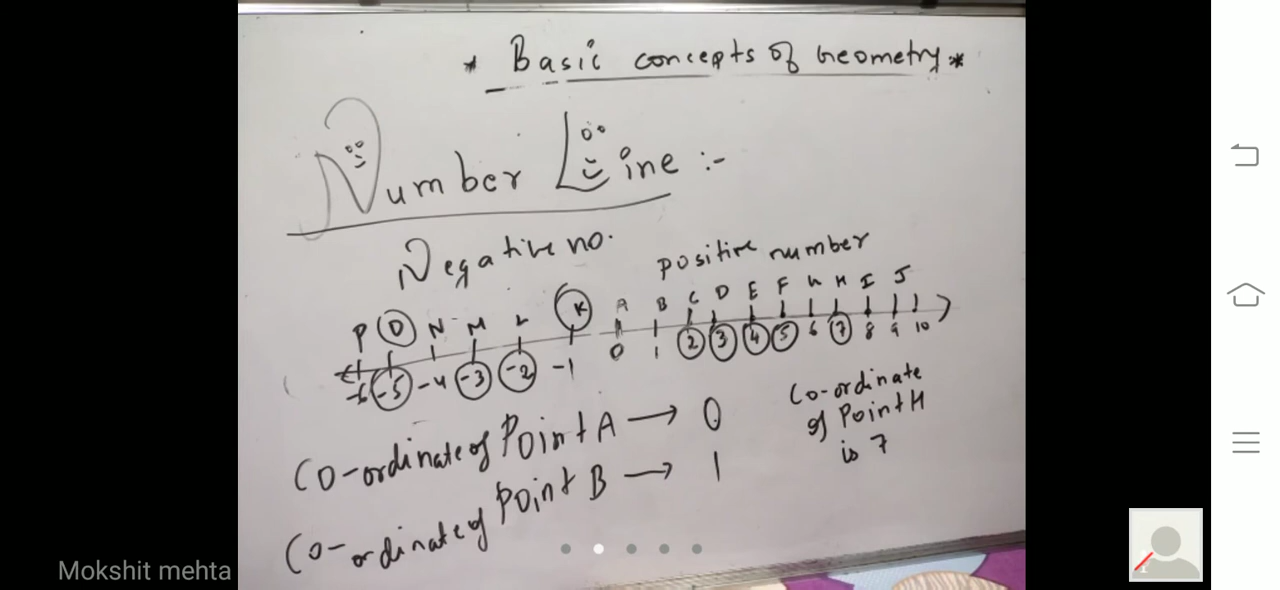 * Basic concepts of Geometry *
Number Line :-
Negative no.
positive number
P O N M L K A B C D E F G H I J
-6 -5 -4 -3 -2 -1 0 1 2 3 4 5 6 7 8 9 10
Co-ordinate of Point A → 0
Co-ordinate of Point B → 1
Co-ordinate
of Point H
is 7
Mokshit mehta